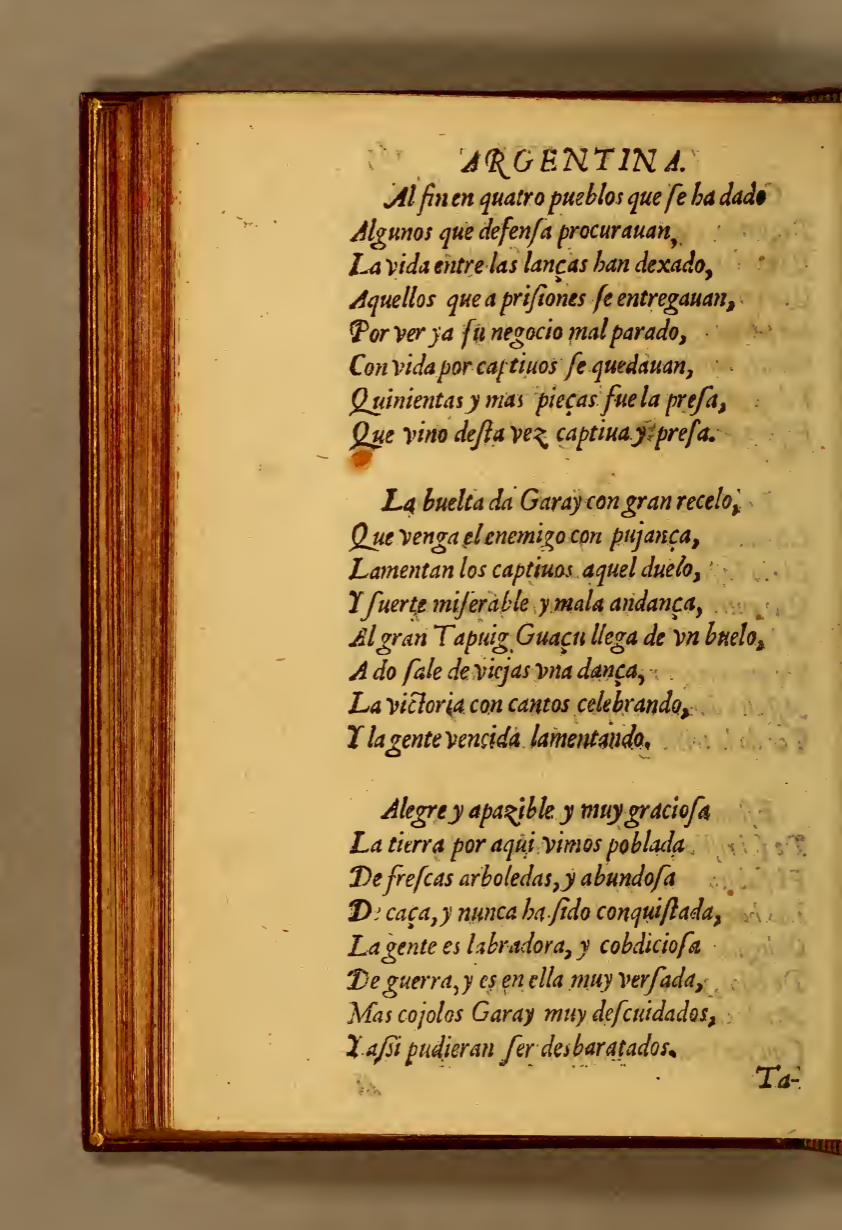 ARGENTINA.
Al fin en quatro pueblos que ſe ha dado
Algunos que defenſa procurauan,
La vida entre las lanças han dexado,
Aquellos que a priſiones ſe entregauan,
Por ver ya ſu negocio mal parado,
Con vida por captiuos ſe quedauan,
Quinientas y mas pieças fue la preſa,
Que vino deſta vez captiua y preſa.
La buelta da Garay con gran recelo,
Que venga el enemigo con pujança,
Lamentan los captiuos aquel duelo,
Y ſuerte miſerable y mala andança,
Al gran Tapuig Guaçu llega de vn buelo,
A do ſale de viejas vna dança,
La victoria con cantos celebrando,
Y la gente vencida lamentando.
Alegre y apazible y muy gracioſa
La tierra por aqui vimos poblada
De freſcas arboledas, y abundoſa
De caça, y nunca ha ſido conquiſtada,
La gente es labradora, y cobdicioſa
De guerra, y es en ella muy verſada,
Mas cojolos Garay muy deſcuidados,
Y aſſi pudieran ſer desbaratados.
Ta-